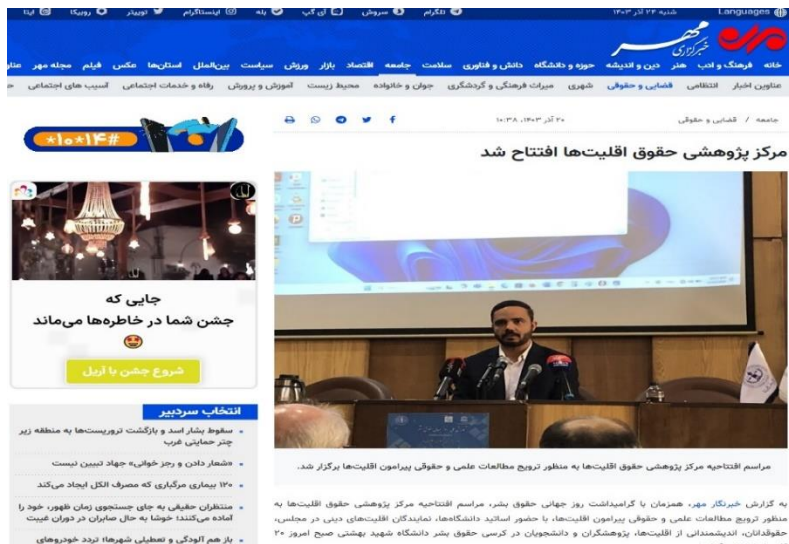 Languages
شنبه ۲۴ آذر ۱۴۰۳
تلگرام
سروش
آی گپ
بله
اینستاگرام
توییتر
روبیکا
ایتا
خبرگزاری
مهر
خانه فرهنگ و ادب هنر دین و اندیشه حوزه و دانشگاه دانش و فناوری سلامت جامعه اقتصاد بازار ورزش سیاست بین‌الملل استان‌ها عکس فیلم مجله مهر عناو
عناوین اخبار انتظامی قضایی و حقوقی شهری میراث فرهنگی و گردشگری جوان و خانواده محیط زیست آموزش و پرورش رفاه و خدمات اجتماعی آسیب های اجتماعی
جامعه / قضایی و حقوقی
۲۰ آذر ۱۴۰۳، ۱۰:۳۸
مرکز پژوهشی حقوق اقلیت‌ها افتتاح شد
مراسم افتتاحیه مرکز پژوهشی حقوق اقلیت‌ها به منظور ترویج مطالعات علمی و حقوقی پیرامون اقلیت‌ها برگزار شد.
به گزارش خبرنگار مهر، همزمان با گرامیداشت روز جهانی حقوق بشر، مراسم افتتاحیه مرکز پژوهشی حقوق اقلیت‌ها به
منظور ترویج مطالعات علمی و حقوقی پیرامون اقلیت‌ها، با حضور اساتید دانشگاه‌ها، نمایندگان اقلیت‌های دینی در مجلس،
حقوقدانان، اندیشمندانی از اقلیت‌ها، پژوهشگران و دانشجویان در کرسی حقوق بشر دانشگاه شهید بهشتی صبح امروز ۲۰
*۱۰*۱۴#
جایی که
جشن شما در خاطره‌ها می‌ماند
شروع جشن با آریل
انتخاب سردبیر
سقوط بشار اسد و بازگشت تروریست‌ها به منطقه زیر
چتر حمایتی غرب
«شعار دادن و رجز خوانی» جهاد تبیین نیست
۱۲۰ بیماری مرگباری که مصرف الکل ایجاد می‌کند
منتظران حقیقی به جای جستجوی زمان ظهور، خود را
آماده می‌کنند؛ خوشا به حال صابران در دوران غیبت
باز هم آلودگی و تعطیلی شهرها؛ تردد خودروهای